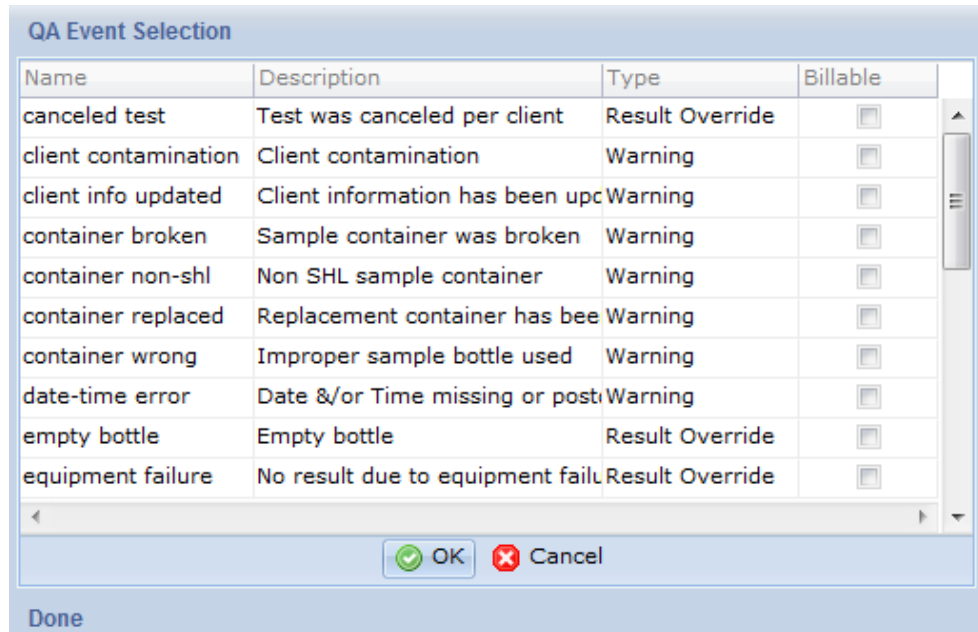 QA Event Selection
Name Description Type Billable
canceled test Test was canceled per client Result Override
client contamination Client contamination Warning
client info updated Client information has been upd Warning
container broken Sample container was broken Warning
container non-shl Non SHL sample container Warning
container replaced Replacement container has bee Warning
container wrong Improper sample bottle used Warning
date-time error Date &/or Time missing or post Warning
empty bottle Empty bottle Result Override
equipment failure No result due to equipment failu Result Override
OK Cancel
Done